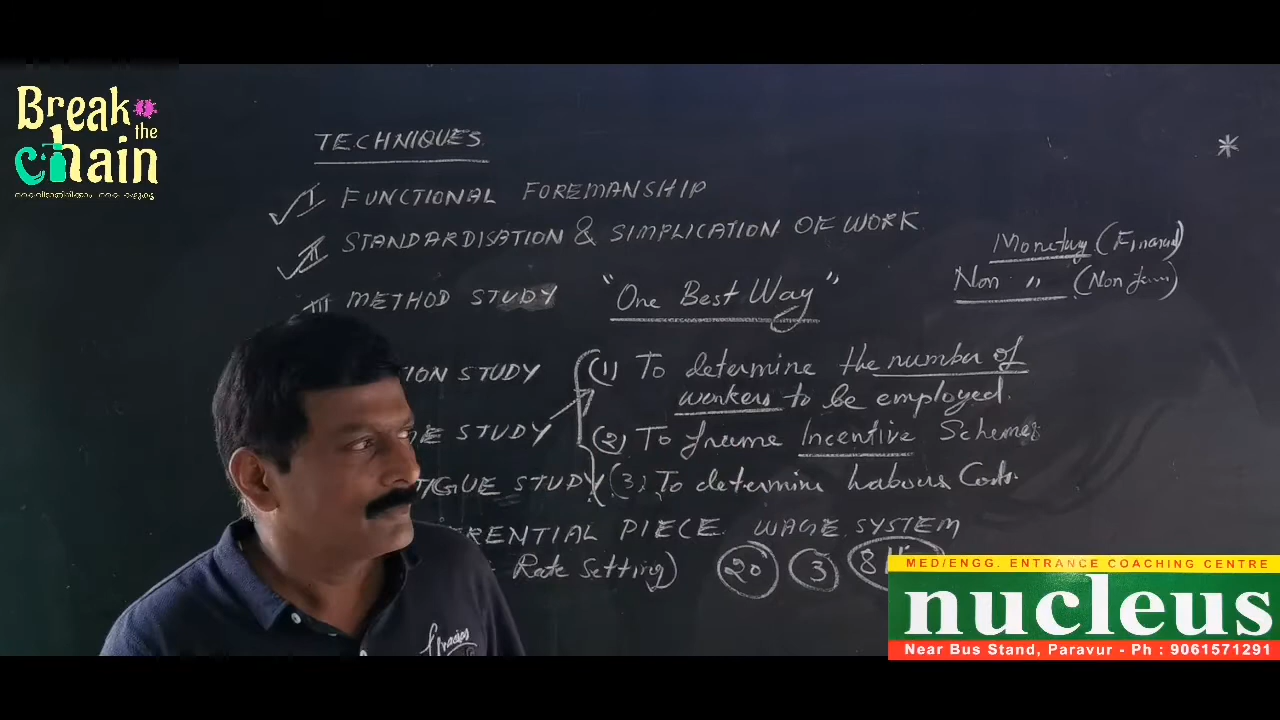 Break
the
chain
TECHNIQUES
I FUNCTIONAL FOREMANSHIP
II STANDARDISATION & SIMPLICATION OF WORK
III METHOD STUDY "One Best Way"
Monetary (Financial)
Non " (Non
ION STUDY (1) To determine the number of
workers to be employed.
STUDY (2) To frame Incentive Schemes
TIGUE STUDY (3) To determine Labour Costs.
ERENTIAL PIECE WAGE SYSTEM
Rate Setting) 20 3 8
MED/ENGG. ENTRANCE COACHING CENTRE
nucleus
Near Bus Stand, Paravur - Ph : 9061571291